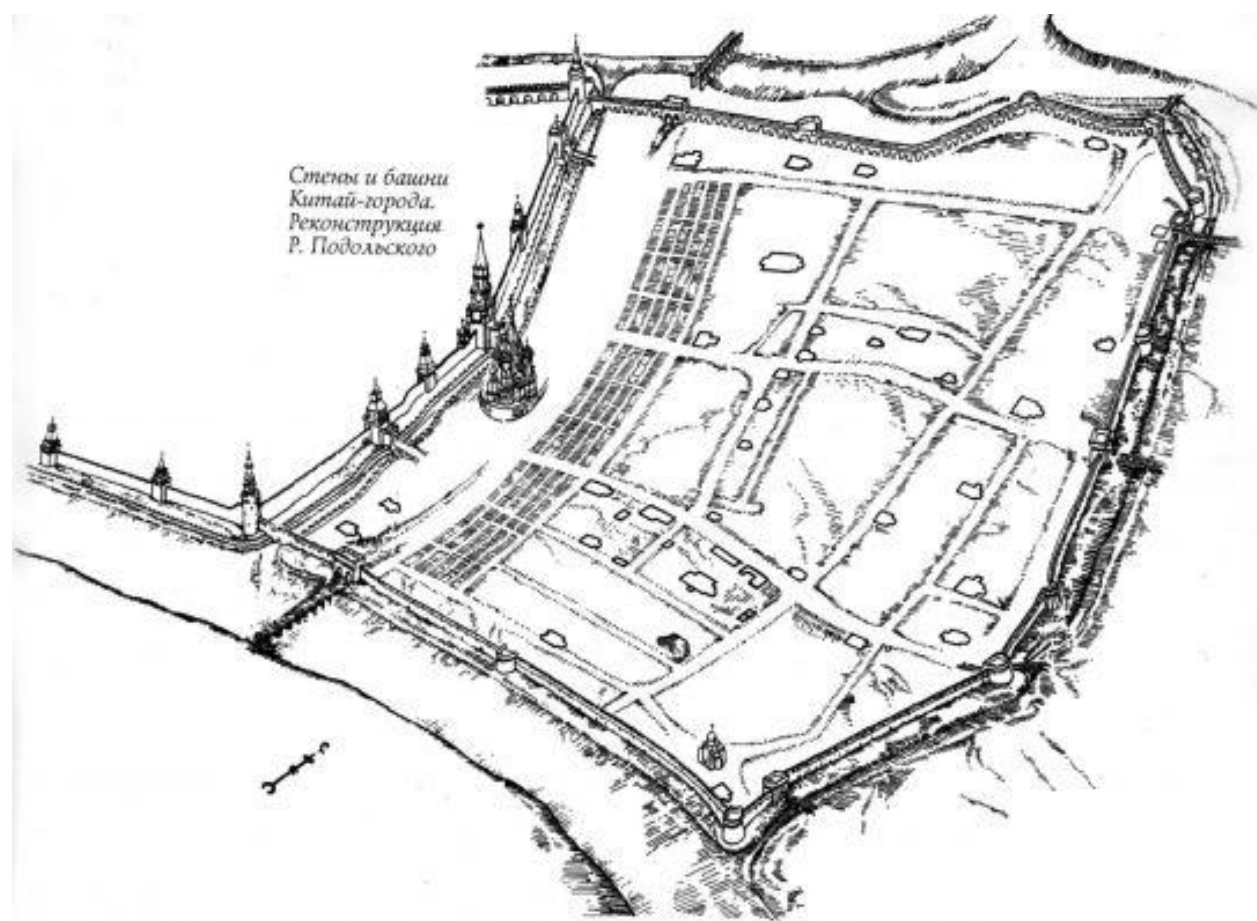 Стены и башни
Китай-города.
Реконструкция
Р. Подольского